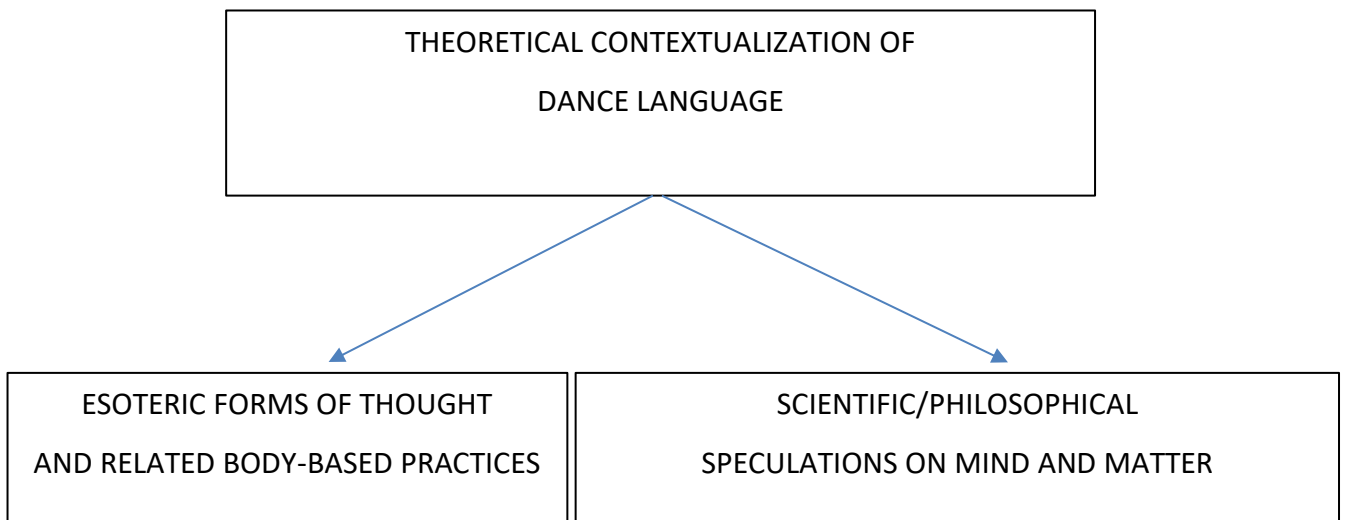 THEORETICAL CONTEXTUALIZATION OF
DANCE LANGUAGE
ESOTERIC FORMS OF THOUGHT
AND RELATED BODY-BASED PRACTICES
SCIENTIFIC/PHILOSOPHICAL
SPECULATIONS ON MIND AND MATTER